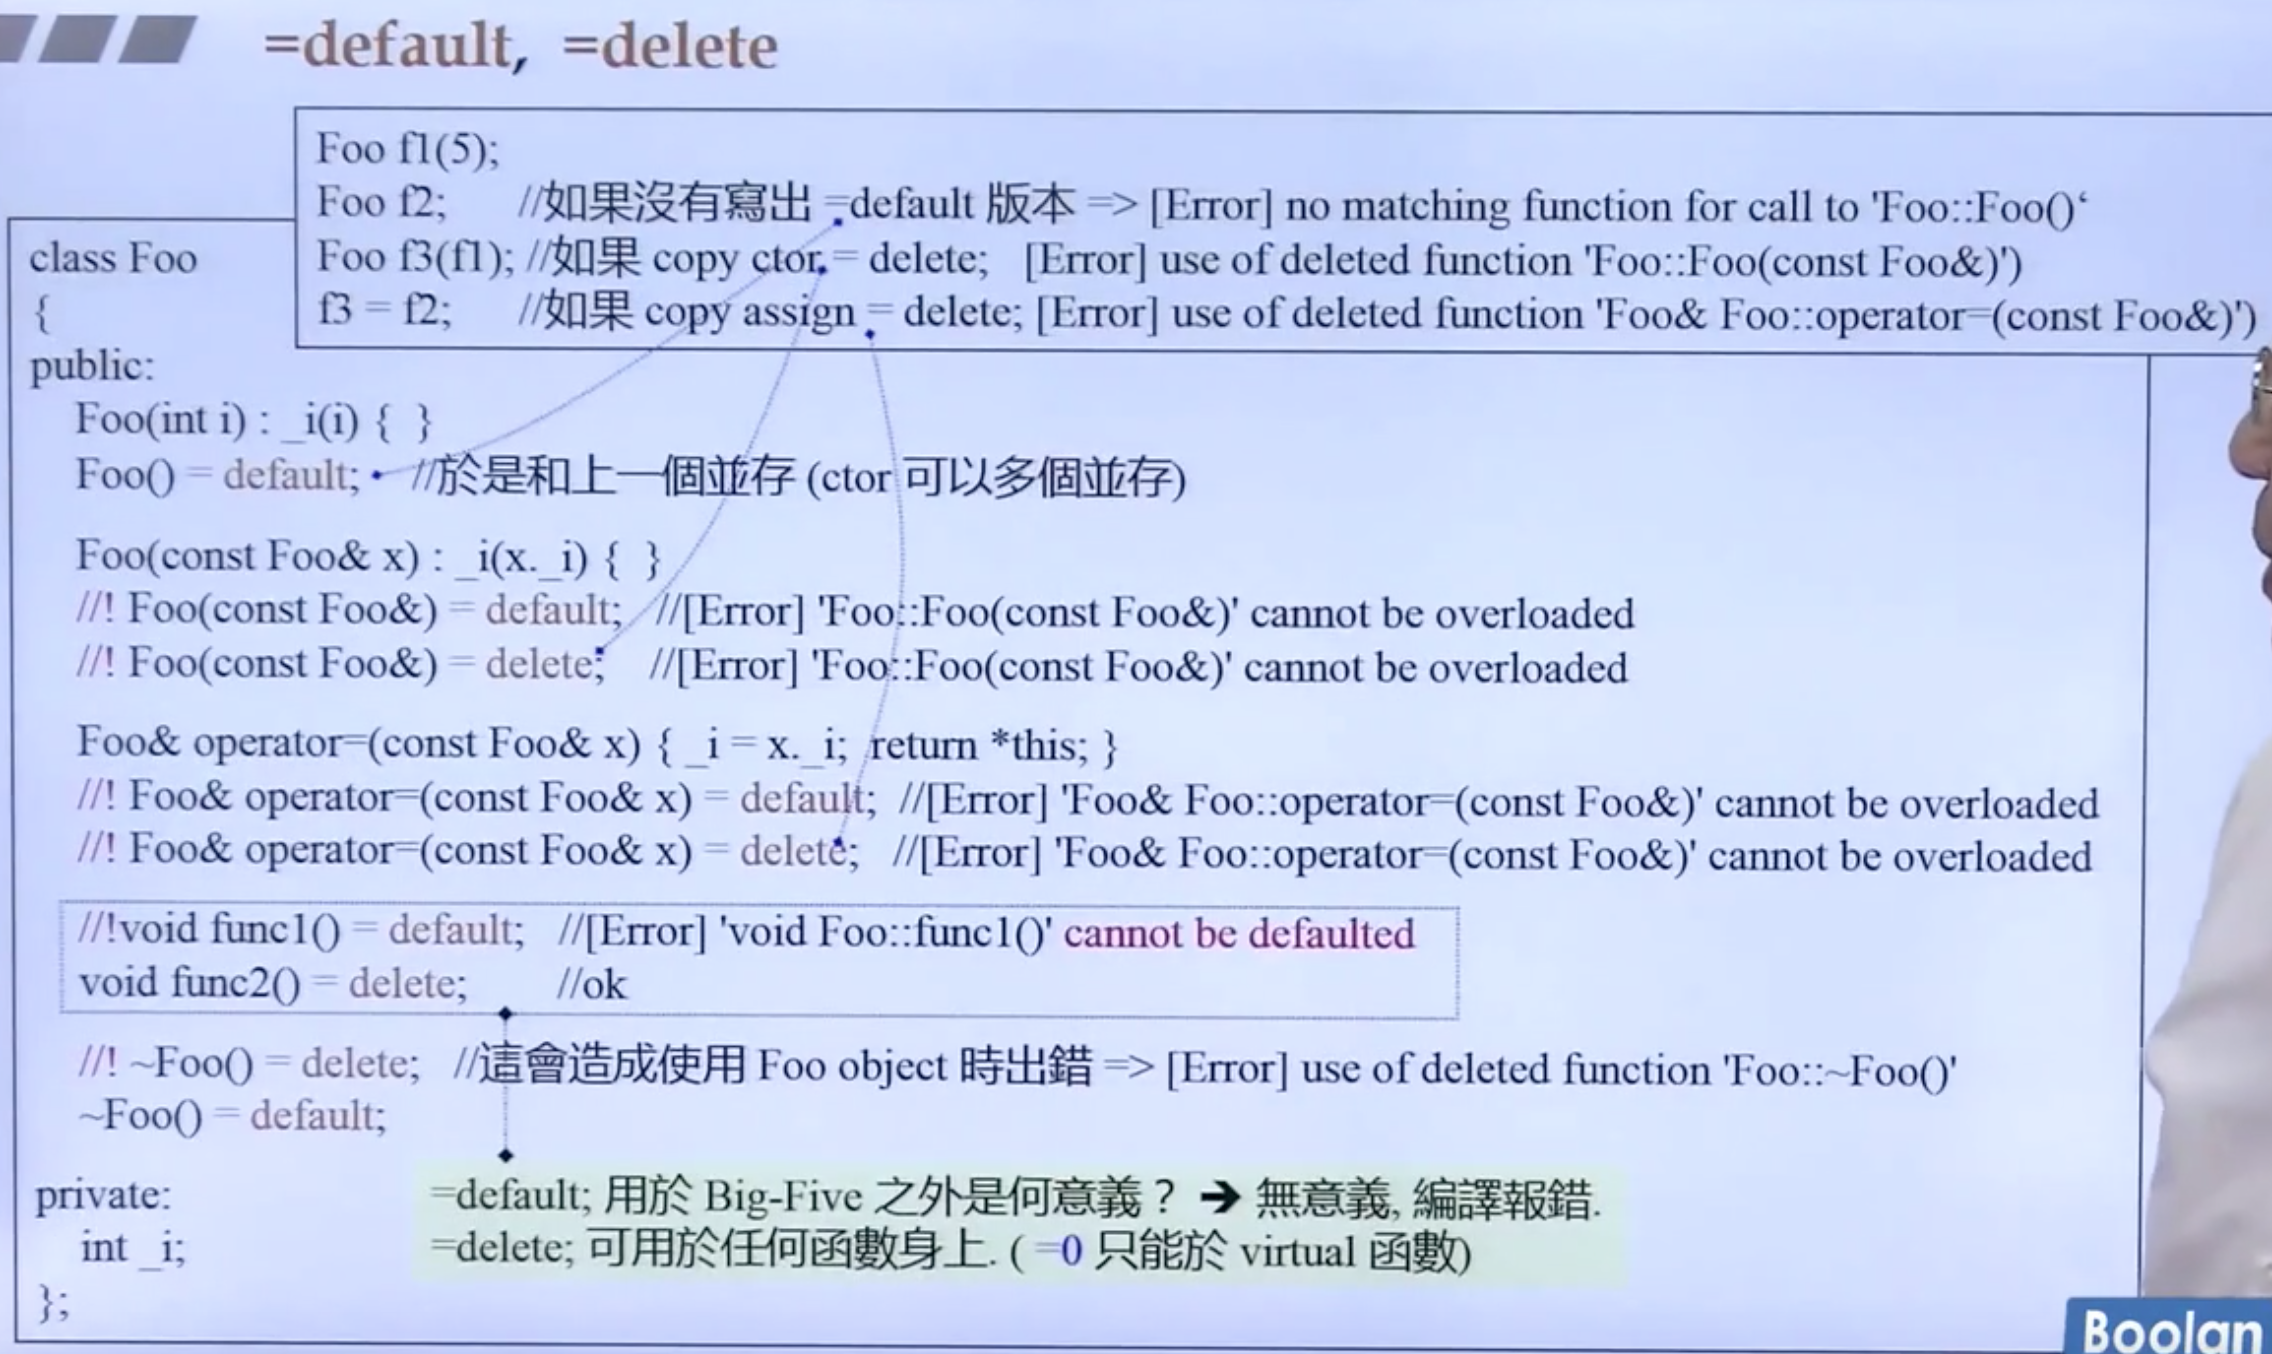 =default, =delete
Foo f1(5);
Foo f2; //如果沒有寫出 =default 版本 => [Error] no matching function for call to 'Foo::Foo()‘
Foo f3(f1); //如果 copy ctor = delete; [Error] use of deleted function 'Foo::Foo(const Foo&)')
f3 = f2; //如果 copy assign = delete; [Error] use of deleted function 'Foo& Foo::operator=(const Foo&)')
class Foo
{
public:
Foo(int i) : _i(i) { }
Foo() = default; //於是和上一個並存 (ctor 可以多個並存)
Foo(const Foo& x) : _i(x._i) { }
//! Foo(const Foo&) = default; //[Error] 'Foo::Foo(const Foo&)' cannot be overloaded
//! Foo(const Foo&) = delete; //[Error] 'Foo::Foo(const Foo&)' cannot be overloaded
Foo& operator=(const Foo& x) { _i = x._i; return *this; }
//! Foo& operator=(const Foo& x) = default; //[Error] 'Foo& Foo::operator=(const Foo&)' cannot be overloaded
//! Foo& operator=(const Foo& x) = delete; //[Error] 'Foo& Foo::operator=(const Foo&)' cannot be overloaded
//!void func1() = default; //[Error] 'void Foo::func1()' cannot be defaulted
void func2() = delete; //ok
//! ~Foo() = delete; //這會造成使用 Foo object 時出錯 => [Error] use of deleted function 'Foo::~Foo()'
~Foo() = default;
private:
int _i;
};
=default; 用於 Big-Five 之外是何意義？ ➔ 無意義, 編譯報錯.
=delete; 可用於任何函數身上. ( =0 只能於 virtual 函數)
Boolan